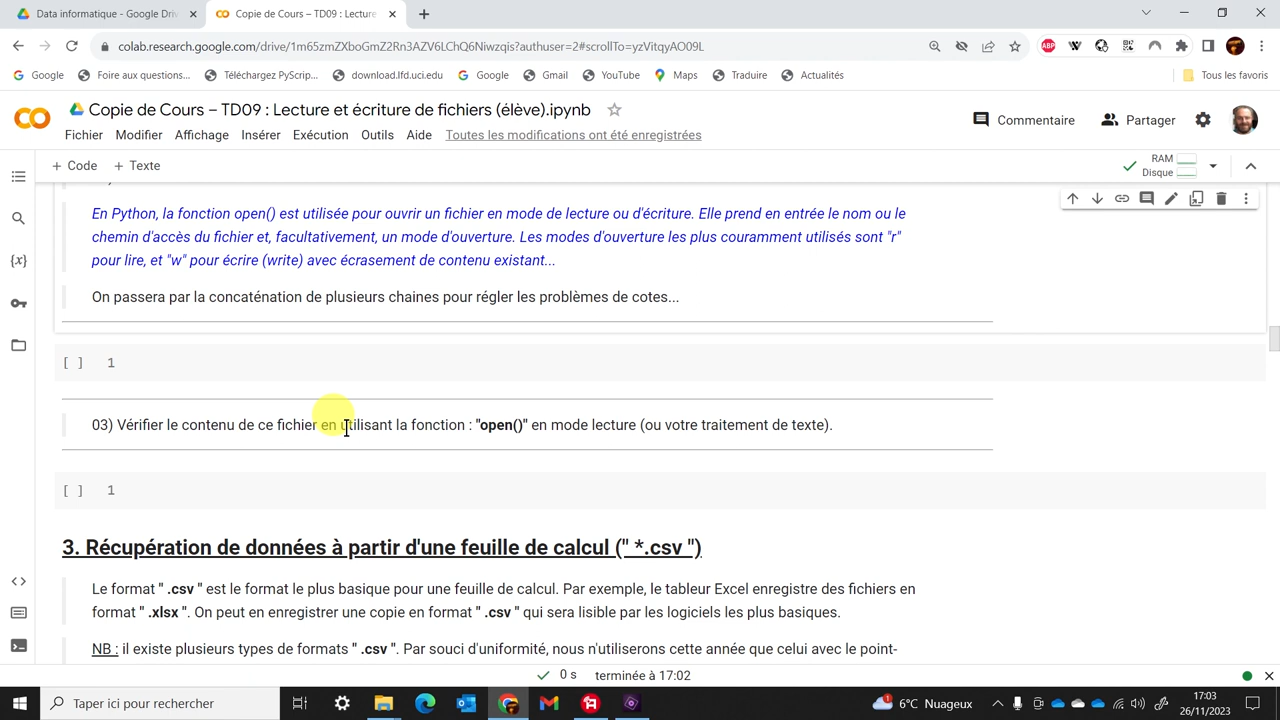 Data informatique - Google Driv
Copie de Cours – TD09 : Lecture
colab.research.google.com/drive/1m65zmZXboGmZ2Rn3AZV6LChQ6Niwzqis?authuser=2#scrollTo=yzVitqyAO09L
Google
Foire aux questions...
Téléchargez PyScrip...
download.lfd.uci.edu
Google
Gmail
YouTube
Maps
Traduire
Actualités
Tous les favoris
Copie de Cours – TD09 : Lecture et écriture de fichiers (élève).ipynb
Commentaire
Partager
Fichier Modifier Affichage Insérer Exécution Outils Aide Toutes les modifications ont été enregistrées
+ Code + Texte
RAM
Disque
En Python, la fonction open() est utilisée pour ouvrir un fichier en mode de lecture ou d'écriture. Elle prend en entrée le nom ou le
chemin d'accès du fichier et, facultativement, un mode d'ouverture. Les modes d'ouverture les plus couramment utilisés sont "r"
pour lire, et "w" pour écrire (write) avec écrasement de contenu existant...
On passera par la concaténation de plusieurs chaines pour régler les problèmes de cotes...
[ ] 1
03) Vérifier le contenu de ce fichier en utilisant la fonction : "open()" en mode lecture (ou votre traitement de texte).
[ ] 1
3. Récupération de données à partir d'une feuille de calcul (" *.csv ")
Le format " .csv " est le format le plus basique pour une feuille de calcul. Par exemple, le tableur Excel enregistre des fichiers en
format " .xlsx ". On peut en enregistrer une copie en format " .csv " qui sera lisible par les logiciels les plus basiques.
NB : il existe plusieurs types de formats " .csv ". Par souci d'uniformité, nous n'utiliserons cette année que celui avec le point-
0 s terminée à 17:02
Taper ici pour rechercher
6°C Nuageux
17:03
26/11/2023